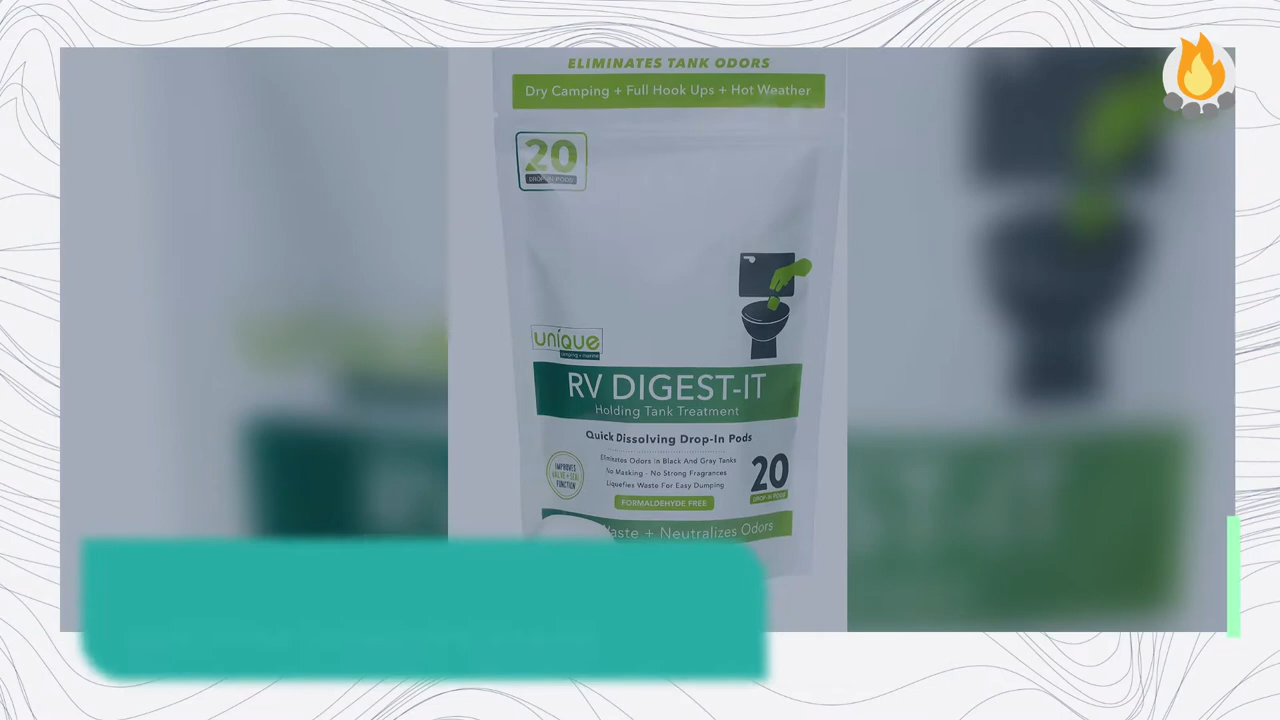 ELIMINATES TANK ODORS
Dry Camping + Full Hook Ups + Hot Weather
20
DROP-IN PODS
unique
camping + marine
RV DIGEST-IT
Holding Tank Treatment
Quick Dissolving Drop-In Pods
Eliminates Odors in Black And Gray Tanks
No Masking - No Strong Fragrances
Liquefies Waste For Easy Dumping
IMPROVES
FUNCTION
20
DROP-IN PODS
FORMALDEHYDE FREE
Waste + Neutralizes Odors